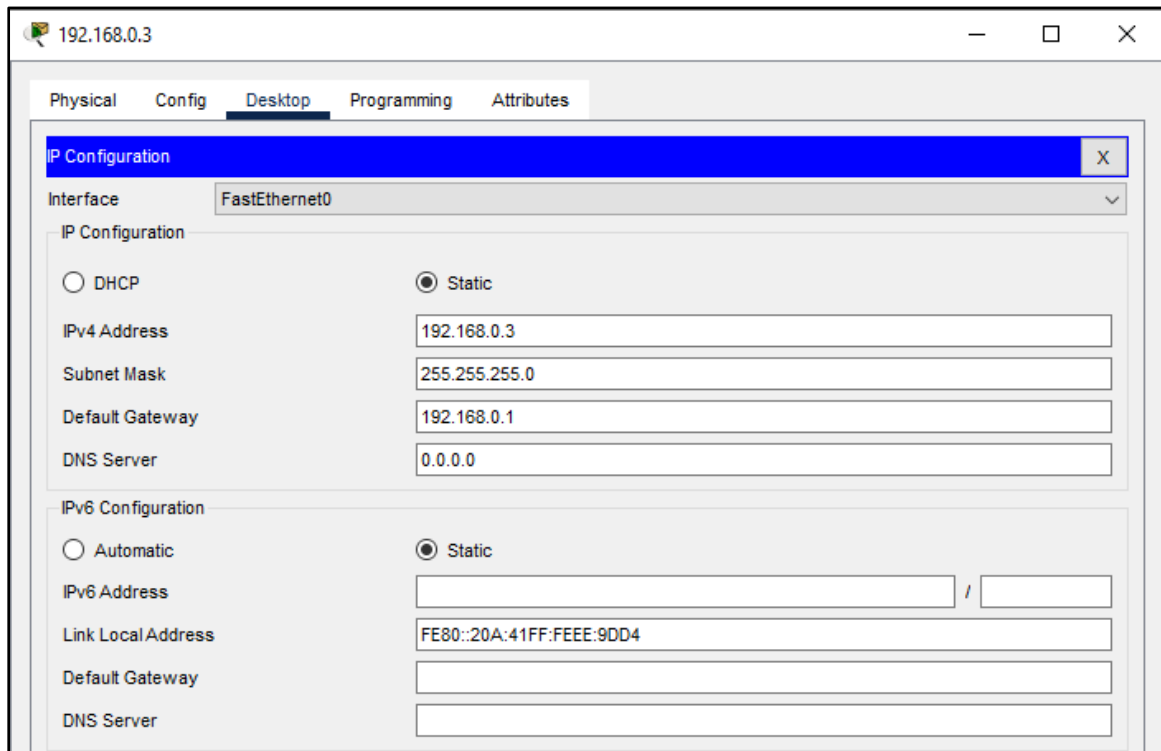 192.168.0.3
Physical Config Desktop Programming Attributes
IP Configuration X
Interface FastEthernet0
IP Configuration
DHCP Static
IPv4 Address 192.168.0.3
Subnet Mask 255.255.255.0
Default Gateway 192.168.0.1
DNS Server 0.0.0.0
IPv6 Configuration
Automatic Static
IPv6 Address /
Link Local Address FE80::20A:41FF:FEEE:9DD4
Default Gateway
DNS Server